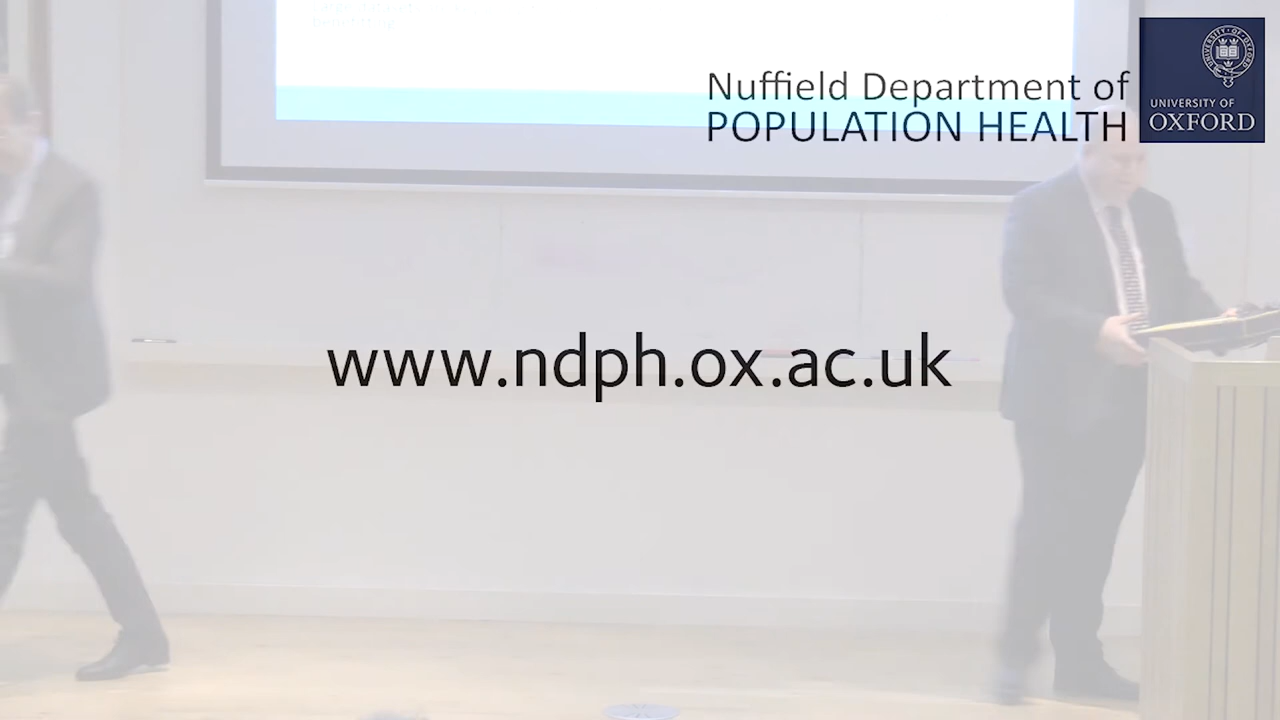 Nuffield Department of
POPULATION HEALTH
UNIVERSITY OF
OXFORD
www.ndph.ox.ac.uk